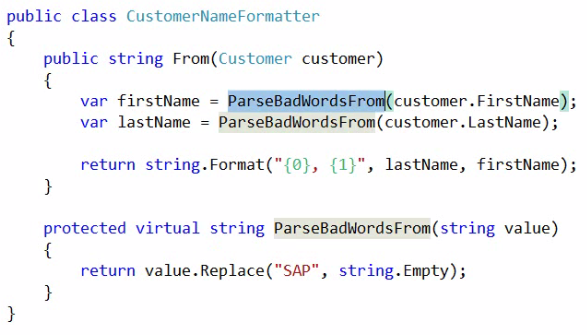 public class CustomerNameFormatter
{
    public string From(Customer customer)
    {
        var firstName = ParseBadWordsFrom(customer.FirstName);
        var lastName = ParseBadWordsFrom(customer.LastName);

        return string.Format("{0}, {1}", lastName, firstName);
    }

    protected virtual string ParseBadWordsFrom(string value)
    {
        return value.Replace("SAP", string.Empty);
    }
}